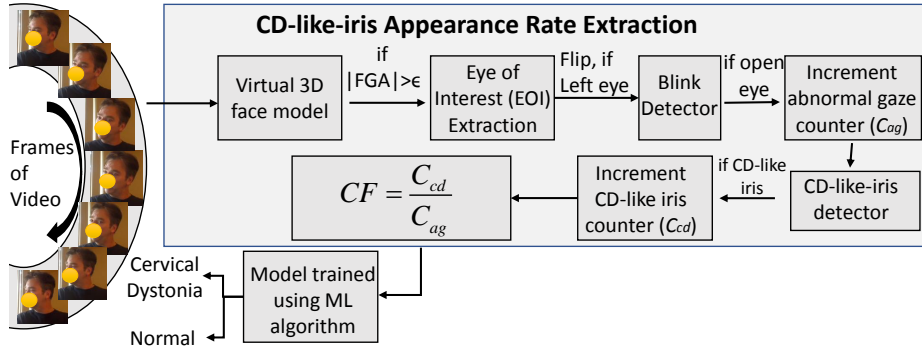 CD-like-iris Appearance Rate Extraction
Frames
of
Video
Virtual 3D
face model
if
|FGA|>ϵ
Eye of
Interest (EOI)
Extraction
Flip, if
Left eye
Blink
Detector
if open
eye
Increment
abnormal gaze
counter (Cag)
CD-like-iris
detector
if CD-like
iris
Increment
CD-like iris
counter (Ccd)
CF = Ccd / Cag
Model trained
using ML
algorithm
Cervical
Dystonia
Normal